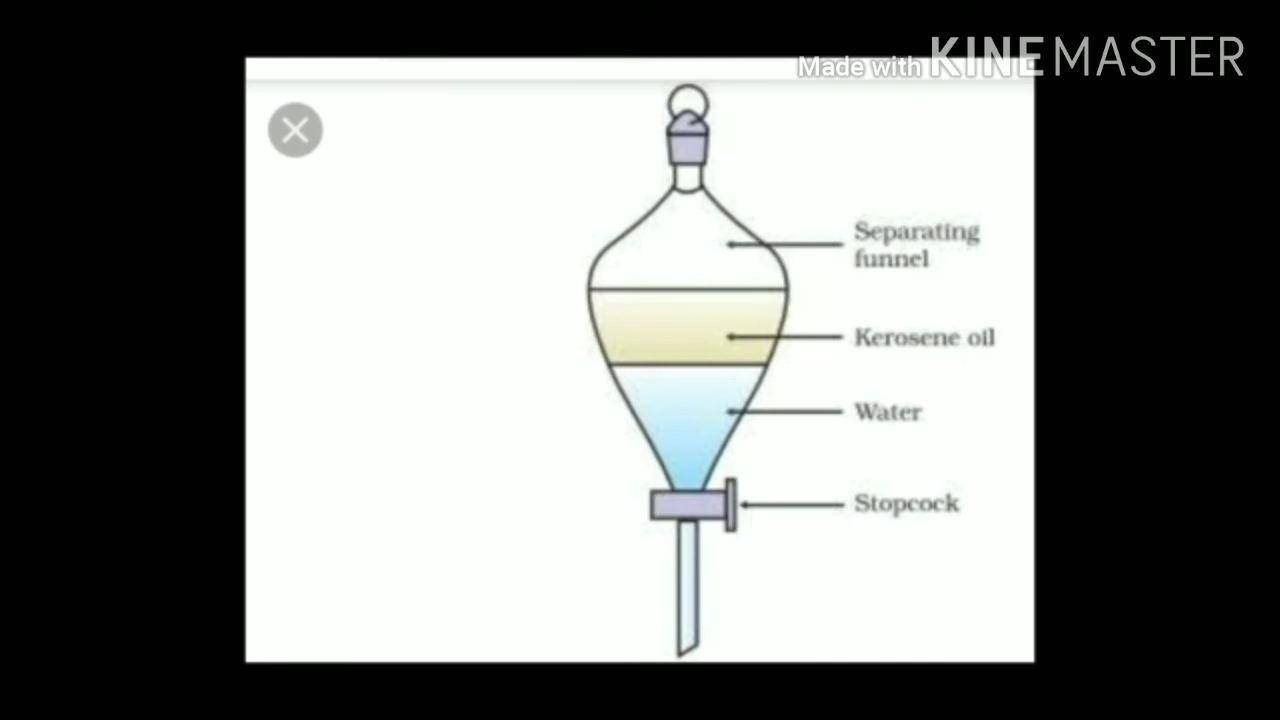 Made with KINEMASTER
Separating
funnel
Kerosene oil
Water
Stopcock